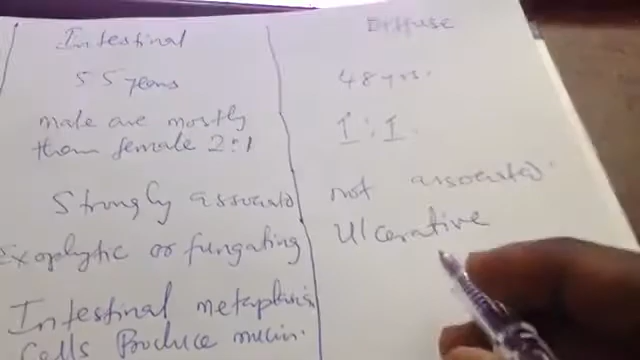 Intestinal
Diffuse
55 years
48 yrs.
male are mostly
them female 2:1
1:1.
Strongly associated
not associated.
Exophytic or fungating
Ulcerative
Intestinal metaplasia
Cells Produce mucin.